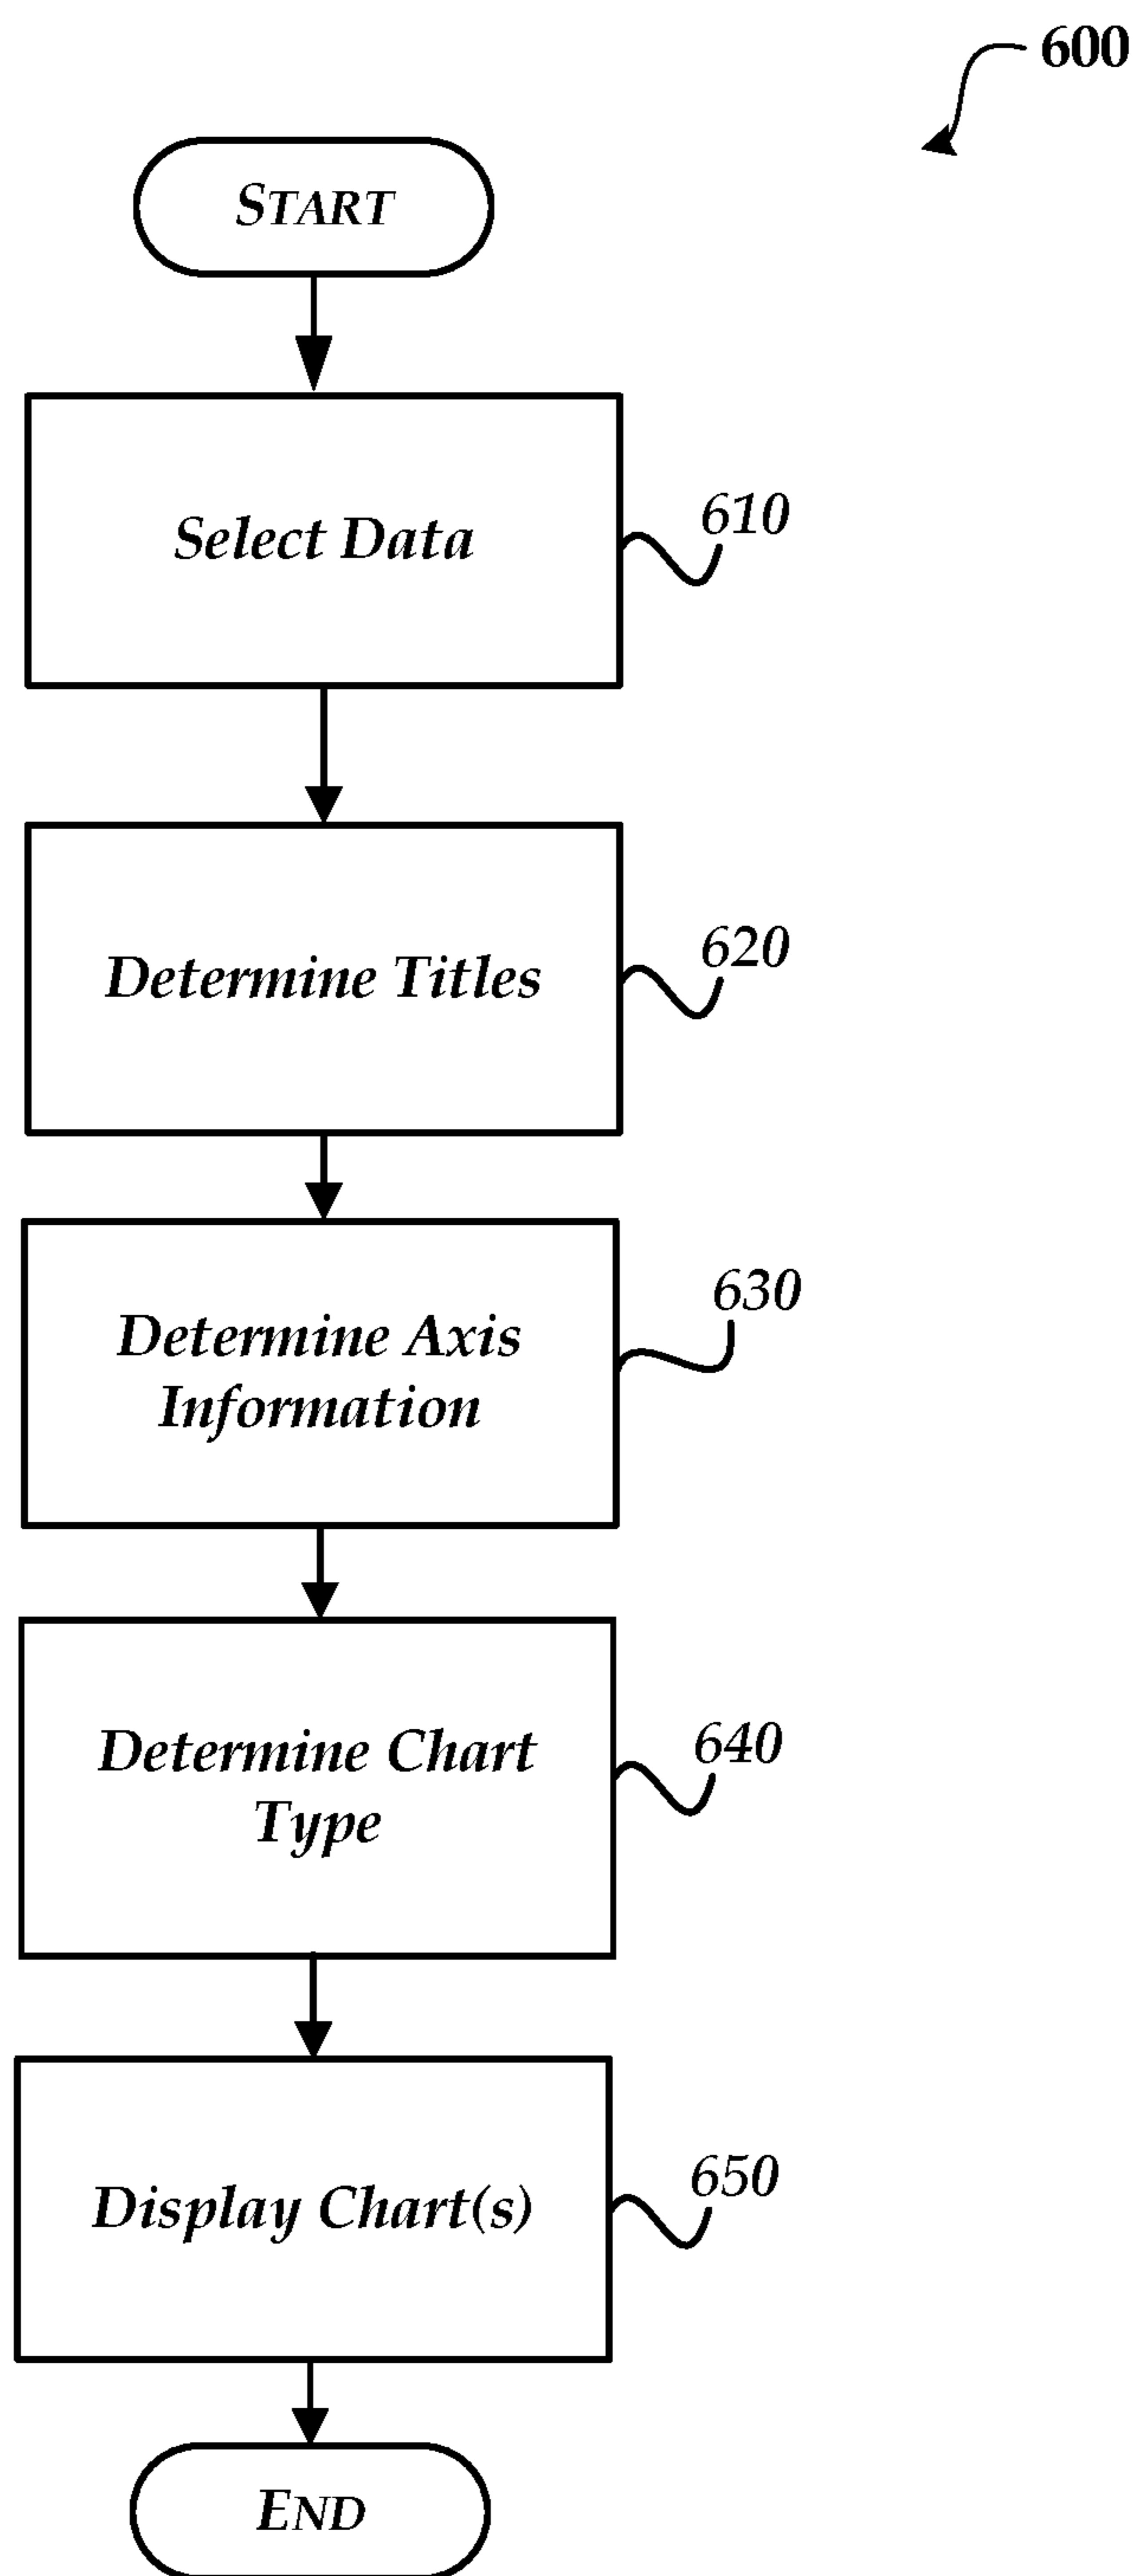 600
START
Select Data
610
Determine Titles
620
Determine Axis
Information
630
Determine Chart
Type
640
Display Chart(s)
650
END